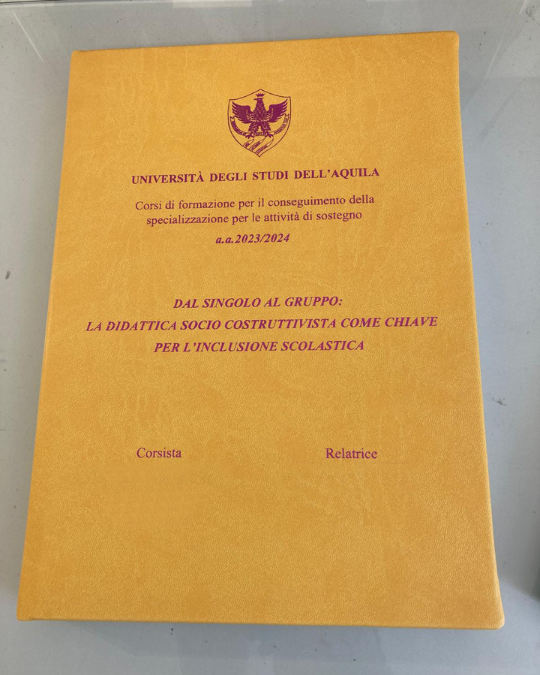 UNIVERSITÀ DEGLI STUDI DELL'AQUILA
Corsi di formazione per il conseguimento della
specializzazione per le attività di sostegno
a.a.2023/2024
DAL SINGOLO AL GRUPPO:
LA DIDATTICA SOCIO COSTRUTTIVISTA COME CHIAVE
PER L'INCLUSIONE SCOLASTICA
Corsista Relatrice